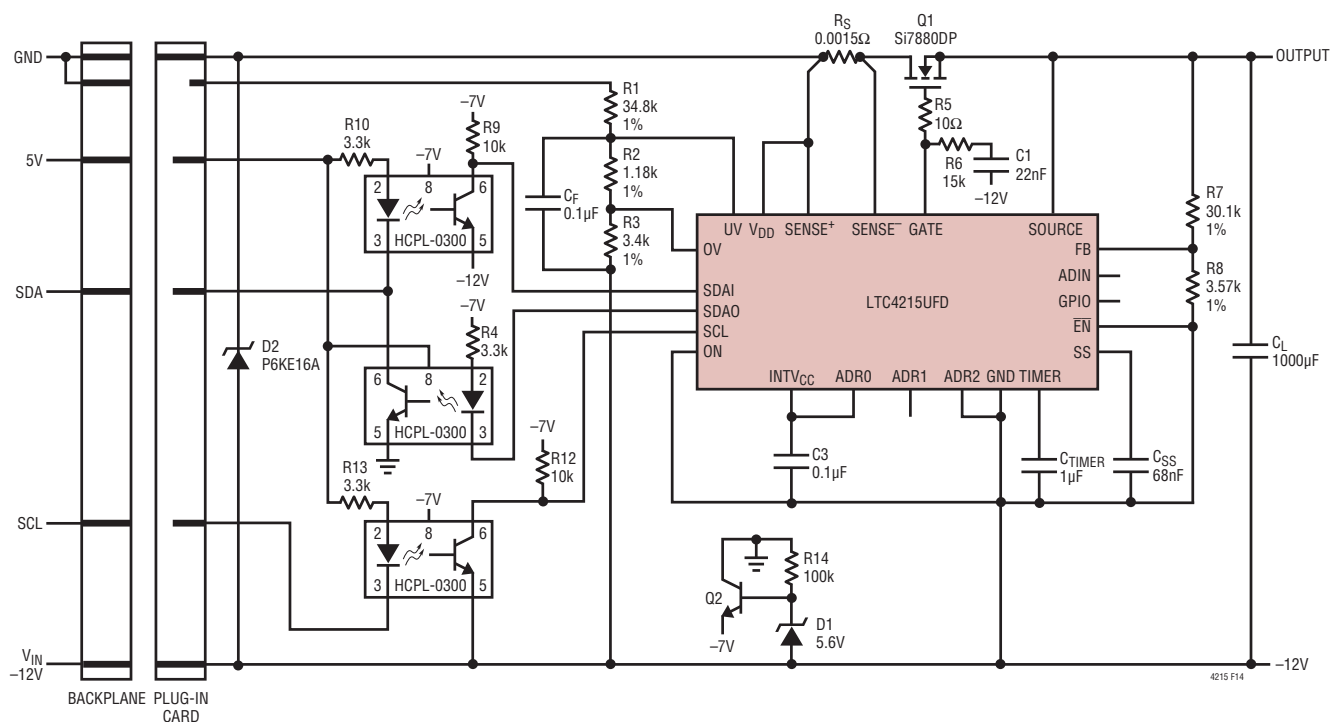 GND
5V
SDA
SCL
VIN
–12V
BACKPLANE
PLUG-IN
CARD
D2
P6KE16A
R10
3.3k
–7V
R9
10k
–7V
2
8
6
3
HCPL-0300
5
–12V
–7V
R4
3.3k
6
8
2
5
HCPL-0300
3
R13
3.3k
–7V
2
8
6
3
HCPL-0300
5
–7V
R12
10k
CF
0.1µF
R1
34.8k
1%
R2
1.18k
1%
R3
3.4k
1%
RS
0.0015Ω
Q1
Si7880DP
R5
10Ω
R6
15k
C1
22nF
–12V
UV
VDD
SENSE+
SENSE–
GATE
SOURCE
OV
FB
ADIN
SDAI
LTC4215UFD
GPIO
SDAO
SCL
EN
ON
SS
INTVCC
ADR0
ADR1
ADR2
GND
TIMER
R7
30.1k
1%
R8
3.57k
1%
OUTPUT
CL
1000µF
C3
0.1µF
CTIMER
1µF
CSS
68nF
R14
100k
Q2
–7V
D1
5.6V
–12V
4215 F14